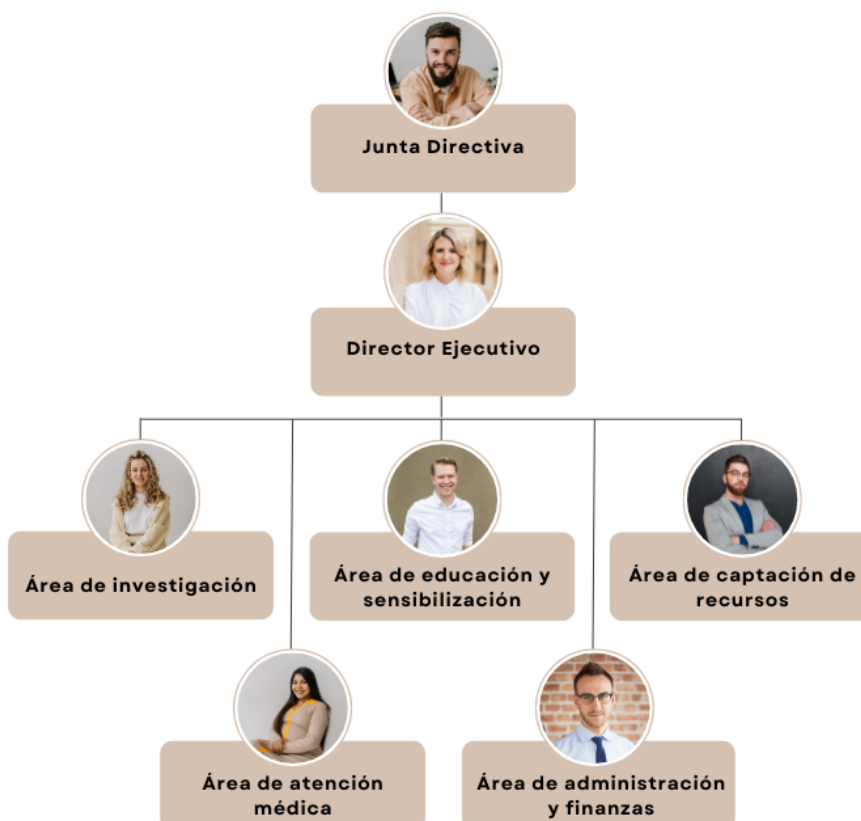 Junta Directiva
Director Ejecutivo
Área de investigación
Área de educación y
sensibilización
Área de captación de
recursos
Área de atención
médica
Área de administración
y finanzas